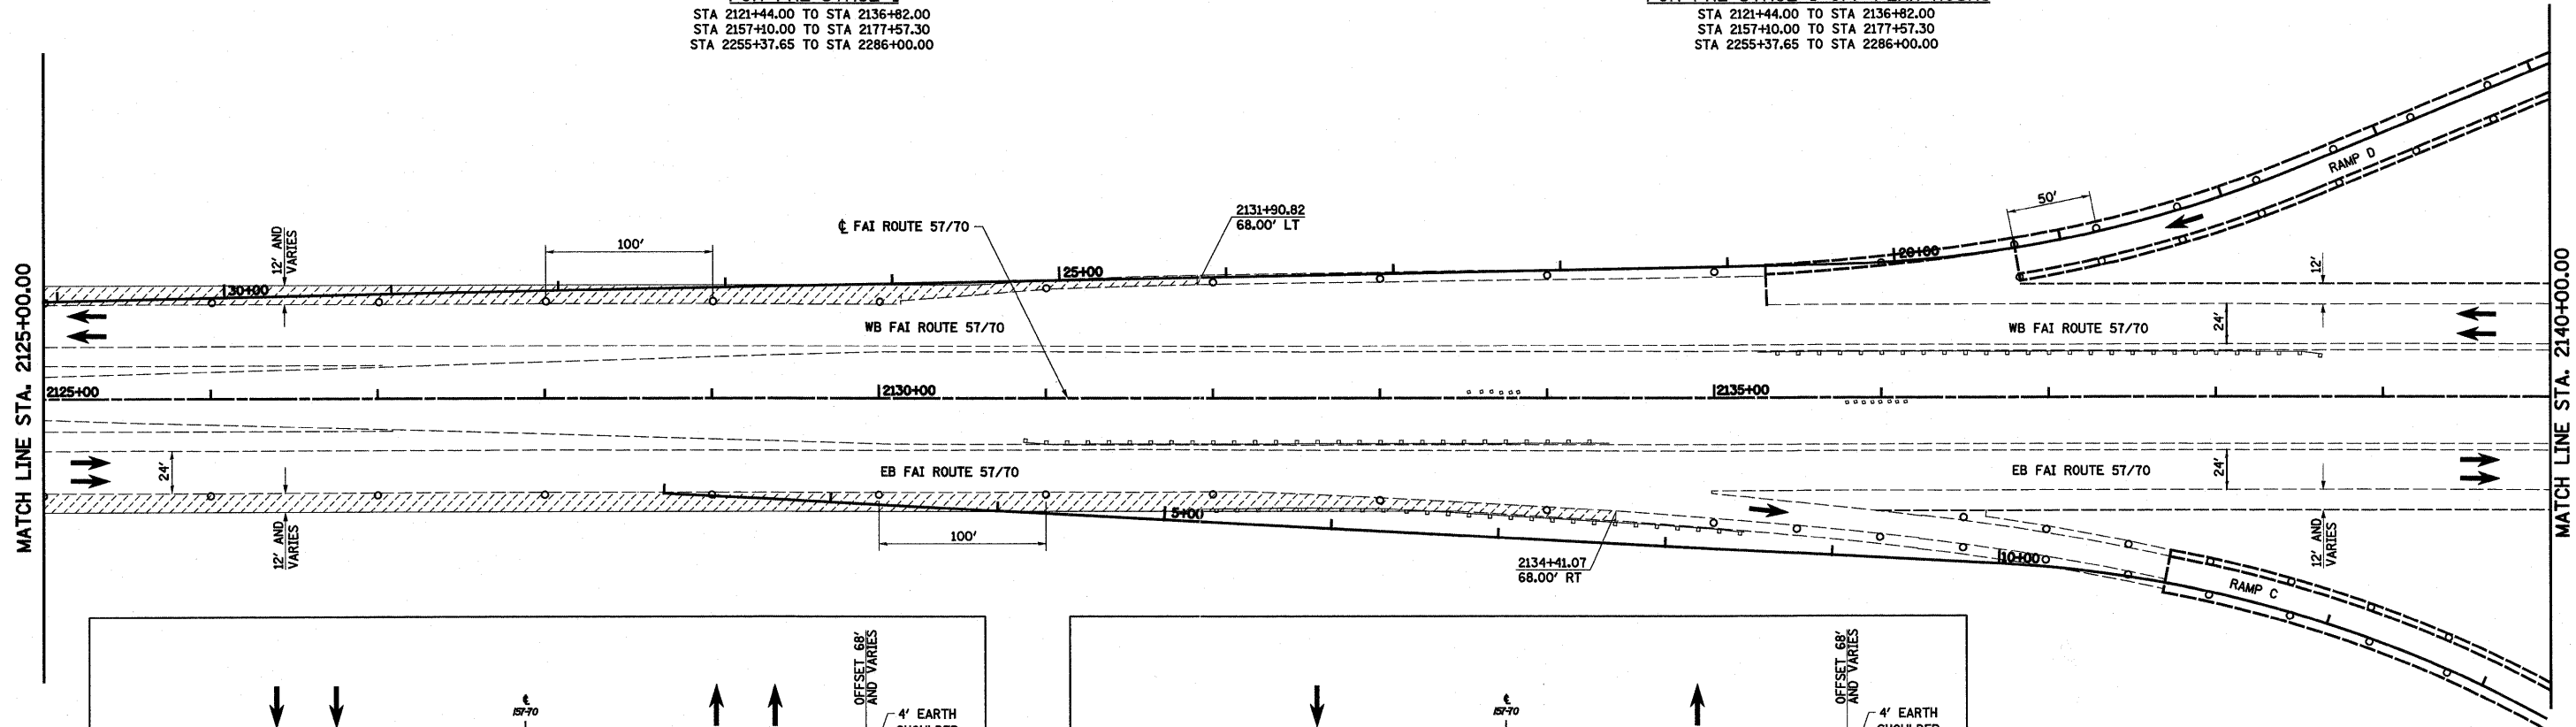 STA 2121+44.00 TO STA 2136+82.00
STA 2157+10.00 TO STA 2177+57.30
STA 2255+37.65 TO STA 2286+00.00
STA 2121+44.00 TO STA 2136+82.00
STA 2157+10.00 TO STA 2177+57.30
STA 2255+37.65 TO STA 2286+00.00
MATCH LINE STA. 2125+00.00
MATCH LINE STA. 2140+00.00
RAMP D
50'
2131+90.82
68.00' LT
℄ FAI ROUTE 57/70
12' AND
VARIES
100'
30+00
25+00
20+00
12'
WB FAI ROUTE 57/70
WB FAI ROUTE 57/70
24'
2125+00
2130+00
2135+00
24'
EB FAI ROUTE 57/70
EB FAI ROUTE 57/70
24'
12' AND
VARIES
100'
5+00
2134+41.07
68.00' RT
10+00
RAMP C
12' AND
VARIES
OFFSET 68'
AND VARIES
℄
I57-70
4' EARTH
SHOULDER
OFFSET 68'
AND VARIES
℄
I57-70
4' EARTH
SHOULDER